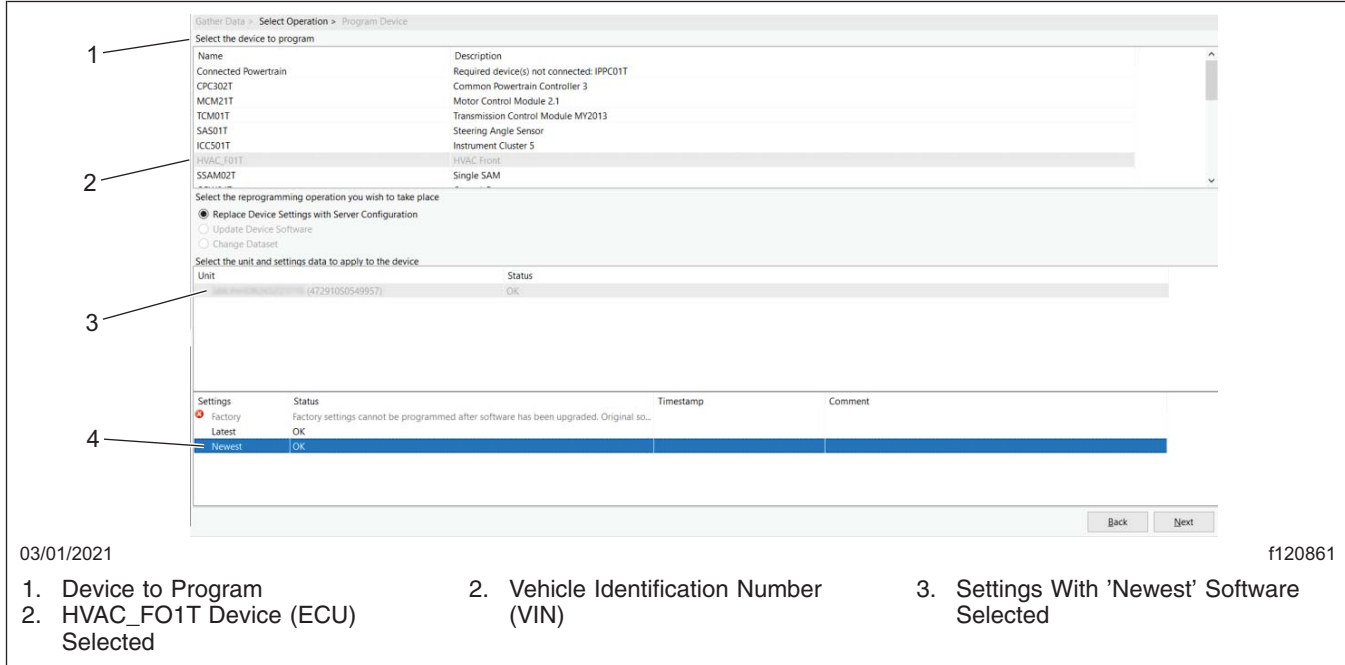 Gather Data > Select Operation > Program Device
1
Select the device to program
Name Description
Connected Powertrain Required device(s) not connected: IPPC01T
CPC302T Common Powertrain Controller 3
MCM21T Motor Control Module 2.1
TCM01T Transmission Control Module MY2013
SAS01T Steering Angle Sensor
ICC501T Instrument Cluster 5
HVAC_F01T HVAC Front
2
SSAM02T Single SAM
Select the reprogramming operation you wish to take place
Replace Device Settings with Server Configuration
Update Device Software
Change Dataset
Select the unit and settings data to apply to the device
Unit Status
(47291050549957) OK
3
Settings Status Timestamp Comment
Factory Factory settings cannot be programmed after software has been upgraded. Original so...
Latest OK
4
Newest OK
Back Next
03/01/2021 f120861
1. Device to Program
2. HVAC_FO1T Device (ECU)
Selected
2. Vehicle Identification Number
(VIN)
3. Settings With 'Newest' Software
Selected